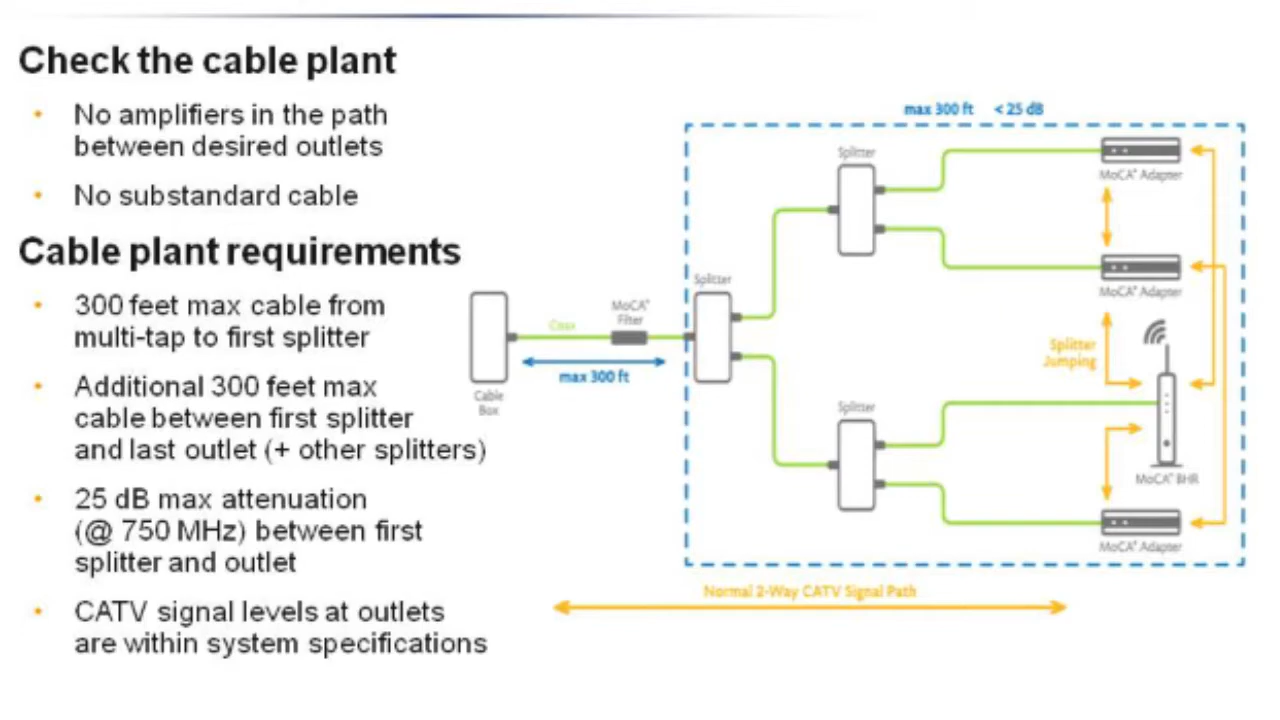 Check the cable plant
• No amplifiers in the path
between desired outlets
• No substandard cable
Cable plant requirements
• 300 feet max cable from
multi-tap to first splitter
• Additional 300 feet max
cable between first splitter
and last outlet (+ other splitters)
• 25 dB max attenuation
(@ 750 MHz) between first
splitter and outlet
• CATV signal levels at outlets
are within system specifications
max 300 ft < 25 dB
Splitter
MoCA® Adapter
MoCA® Adapter
Splitter
MoCA®
Filter
Coax
max 300 ft
Cable
Box
Splitter
Jumping
Splitter
MoCA® BHR
MoCA® Adapter
Normal 2-Way CATV Signal Path